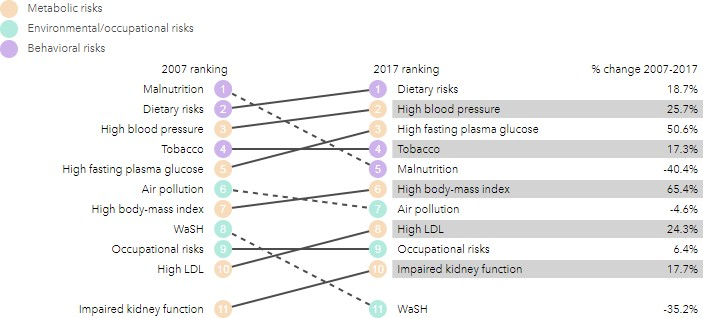 Metabolic risks
Environmental/occupational risks
Behavioral risks
2007 ranking 2017 ranking % change 2007-2017
Malnutrition 1 1 Dietary risks 18.7%
Dietary risks 2 2 High blood pressure 25.7%
High blood pressure 3 3 High fasting plasma glucose 50.6%
Tobacco 4 4 Tobacco 17.3%
High fasting plasma glucose 5 5 Malnutrition -40.4%
Air pollution 6 6 High body-mass index 65.4%
High body-mass index 7 7 Air pollution -4.6%
WaSH 8 8 High LDL 24.3%
Occupational risks 9 9 Occupational risks 6.4%
High LDL 10 10 Impaired kidney function 17.7%
Impaired kidney function 11 11 WaSH -35.2%